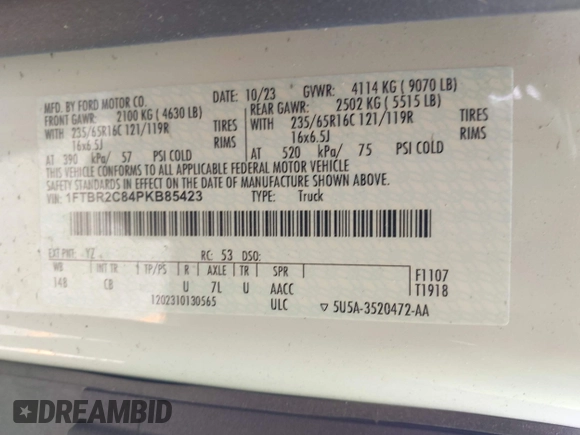 MFD. BY FORD MOTOR CO.
DATE: 10/23 GVWR: 4114 KG ( 9070 LB)
FRONT GAWR: 2100 KG ( 4630 LB) REAR GAWR: 2502 KG ( 5515 LB)
WITH 235/65R16C 121/119R TIRES WITH 235/65R16C 121/119R TIRES
16x6.5J RIMS 16x6.5J RIMS
AT 390 kPa/ 57 PSI COLD AT 520 kPa/ 75 PSI COLD
THIS VEHICLE CONFORMS TO ALL APPLICABLE FEDERAL MOTOR VEHICLE
SAFETY STANDARDS IN EFFECT ON THE DATE OF MANUFACTURE SHOWN ABOVE.
VIN: 1FTBR2C84PKB85423 TYPE: Truck
EXT PNT: YZ RC: 53 DSO:
WB INT TR TP/PS R AXLE TR SPR F1107
148 CB U 7L U AACC T1918
1202310130565 ULC ▽ 5U5A-3520472-AA
DREAMBID